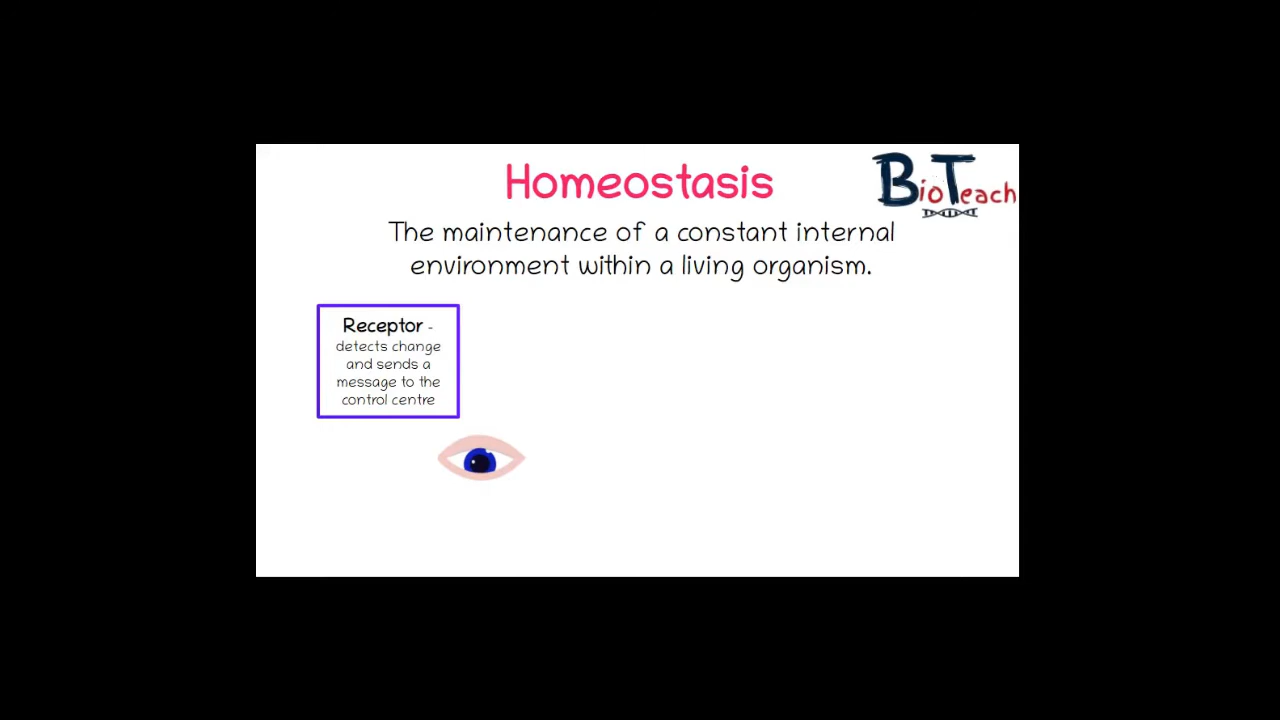 Homeostasis
BioTeach
The maintenance of a constant internal
environment within a living organism.
Receptor -
detects change
and sends a
message to the
control centre